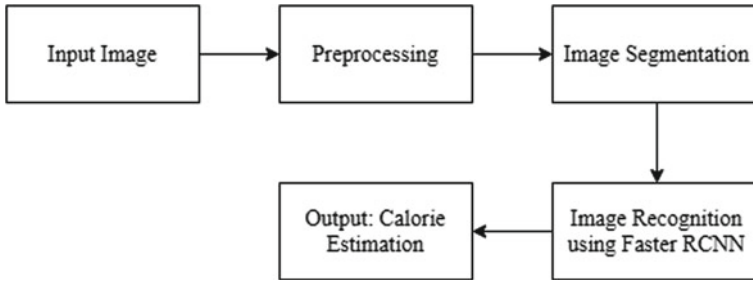 Input Image
Preprocessing
Image Segmentation
Image Recognition
using Faster RCNN
Output: Calorie
Estimation